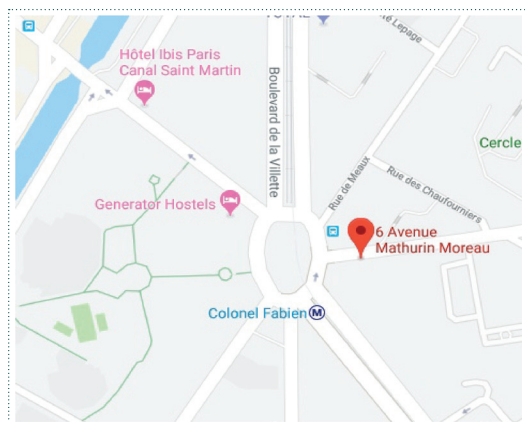 TOTAL
Lepage
Hôtel Ibis Paris
Canal Saint Martin
Boulevard de la Villette
Cercle
Rue de Meaux
Rue des Chaufourniers
Generator Hostels
6 Avenue
Mathurin Moreau
Colonel Fabien M